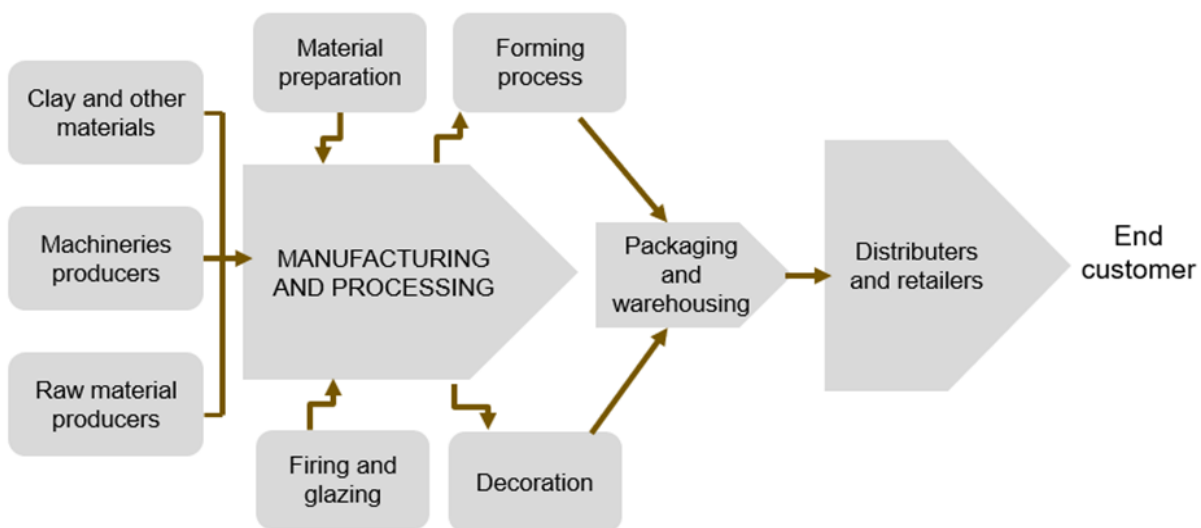 Material
preparation
Forming
process
Clay and other
materials
Machineries
producers
Raw material
producers
MANUFACTURING
AND PROCESSING
Firing and
glazing
Decoration
Packaging
and
warehousing
Distributers
and retailers
End
customer